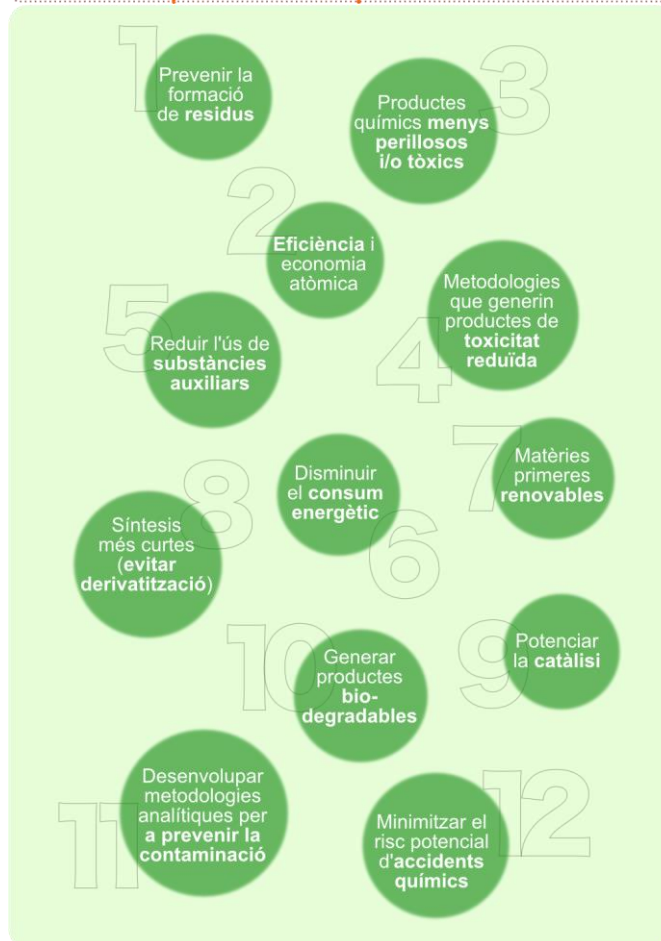 1
Prevenir la
formació
de residus
2
Eficiència i
economia
atòmica
3
Productes
químics menys
perillosos
i/o tòxics
4
Metodologies
que generin
productes de
toxicitat
reduïda
5
Reduir l'ús de
substàncies
auxiliars
6
Disminuir
el consum
energètic
7
Matèries
primeres
renovables
8
Síntesis
més curtes
(evitar
derivatització)
9
Potenciar
la catàlisi
10
Generar
productes
bio-
degradables
11
Desenvolupar
metodologies
analítiques per
a prevenir la
contaminació
12
Minimitzar el
risc potencial
d'accidents
químics